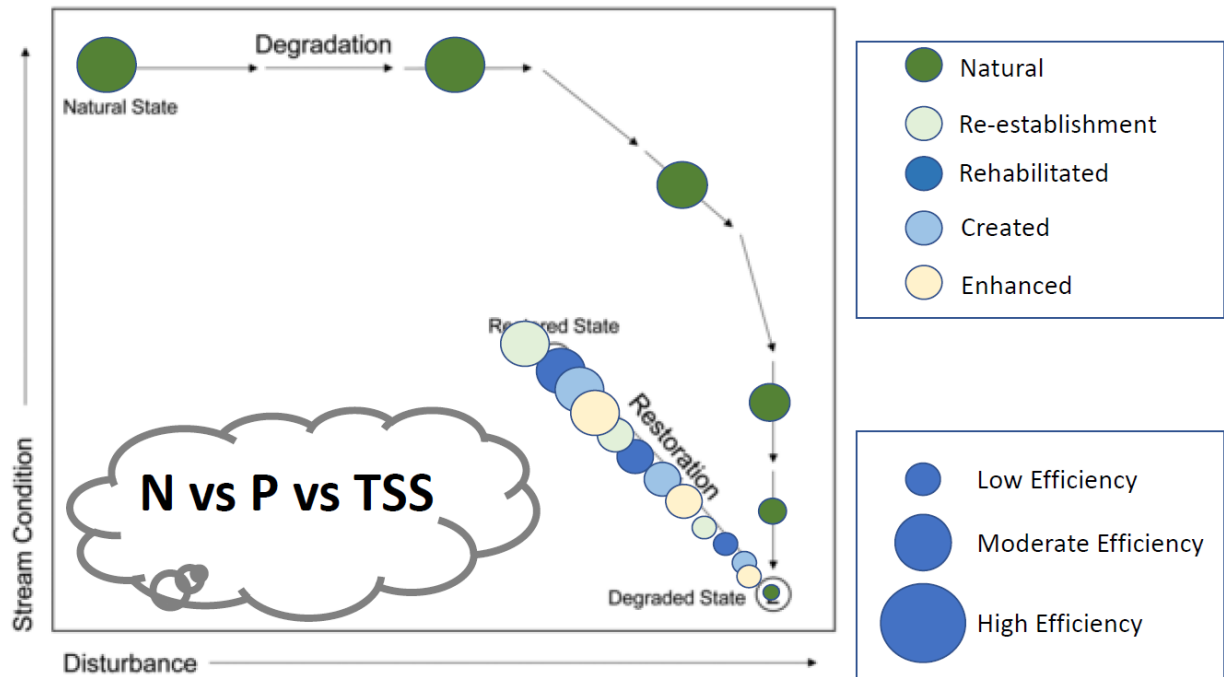 Degradation
Natural State
Restored State
Restoration
N vs P vs TSS
Degraded State
2
Stream Condition
Disturbance
Natural
Re-establishment
Rehabilitated
Created
Enhanced
Low Efficiency
Moderate Efficiency
High Efficiency